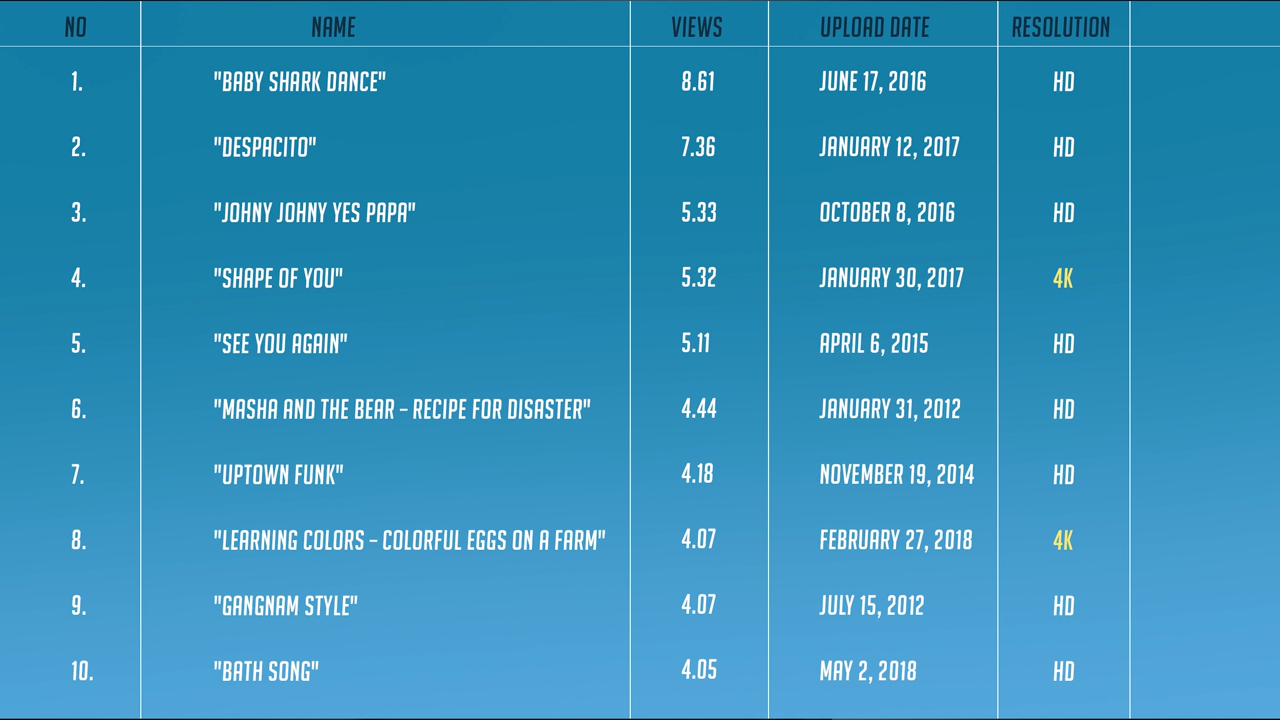 NO NAME VIEWS UPLOAD DATE RESOLUTION
1. "BABY SHARK DANCE" 8.61 JUNE 17, 2016 HD
2. "DESPACITO" 7.36 JANUARY 12, 2017 HD
3. "JOHNY JOHNY YES PAPA" 5.33 OCTOBER 8, 2016 HD
4. "SHAPE OF YOU" 5.32 JANUARY 30, 2017 4K
5. "SEE YOU AGAIN" 5.11 APRIL 6, 2015 HD
6. "MASHA AND THE BEAR – RECIPE FOR DISASTER" 4.44 JANUARY 31, 2012 HD
7. "UPTOWN FUNK" 4.18 NOVEMBER 19, 2014 HD
8. "LEARNING COLORS – COLORFUL EGGS ON A FARM" 4.07 FEBRUARY 27, 2018 4K
9. "GANGNAM STYLE" 4.07 JULY 15, 2012 HD
10. "BATH SONG" 4.05 MAY 2, 2018 HD